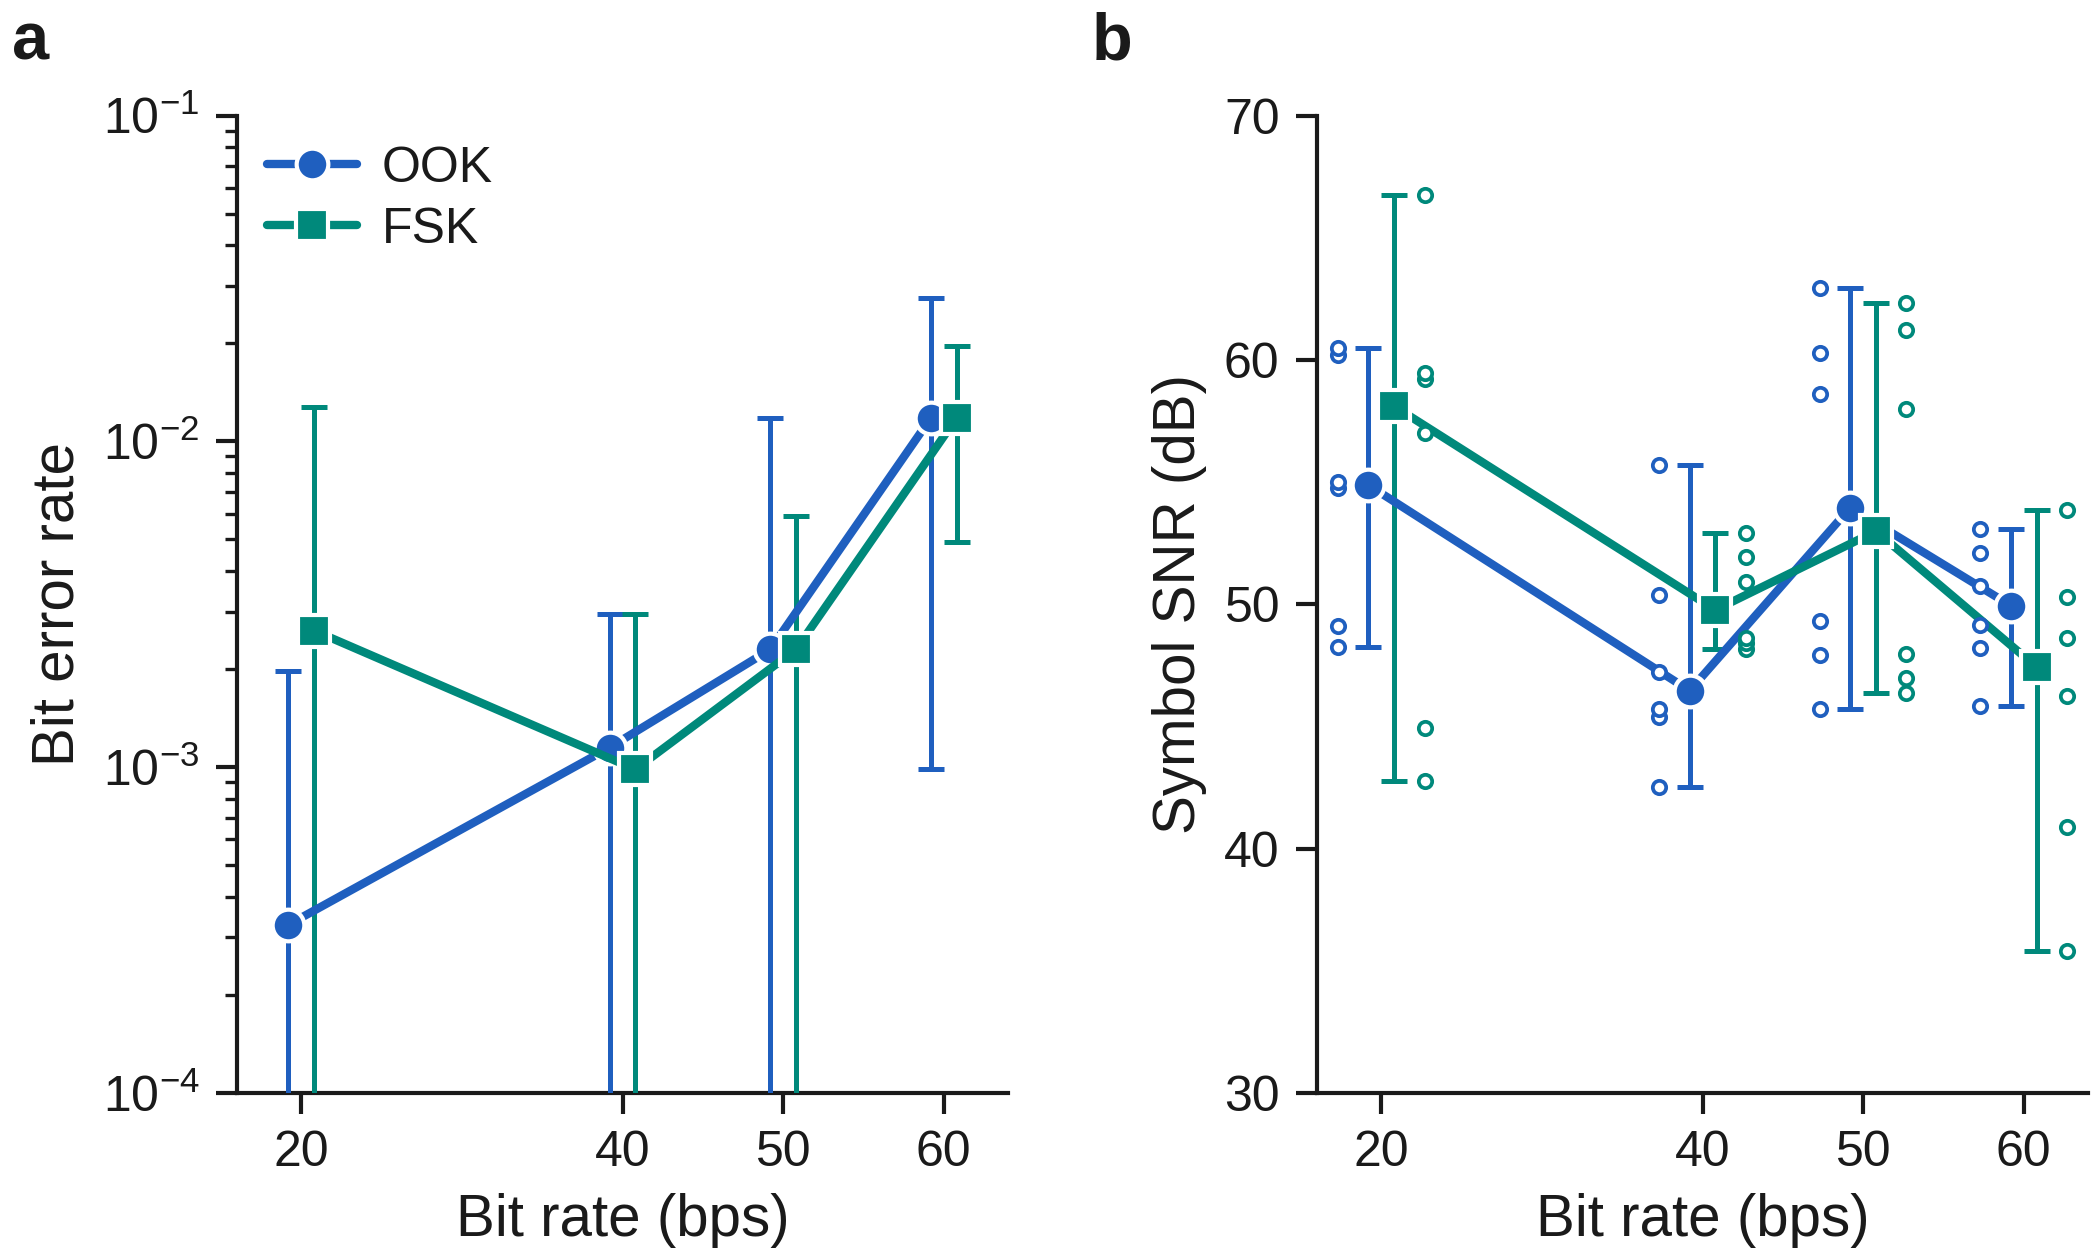 a
10⁻¹
10⁻²
10⁻³
10⁻⁴
Bit error rate
OOK
FSK
20 40 50 60
Bit rate (bps)
b
70
60
50
40
30
Symbol SNR (dB)
20 40 50 60
Bit rate (bps)